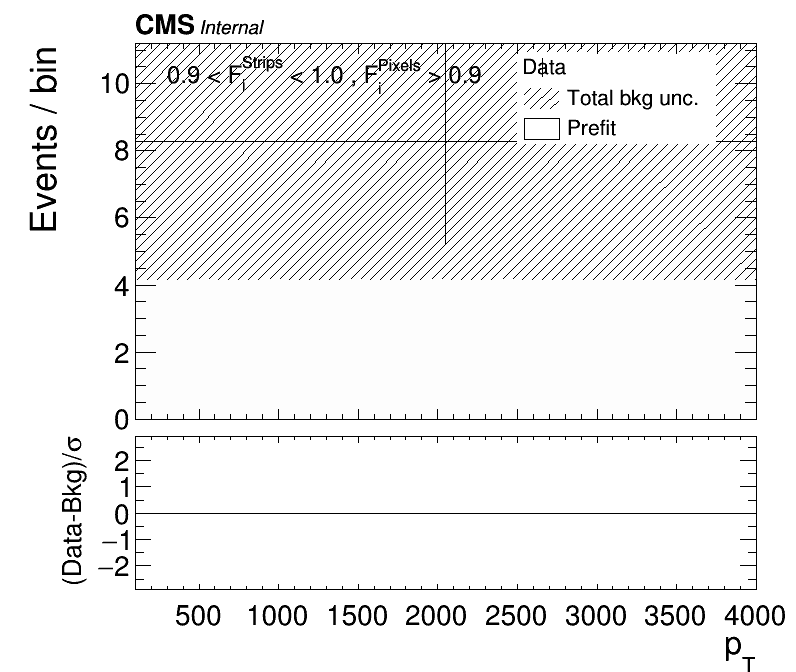 CMS Internal
Events / bin
0.9 < F_i^Strips < 1.0 , F_i^Pixels > 0.9
Data
Total bkg unc.
Prefit
10
8
6
4
2
0
(Data-Bkg)/σ
2
1
0
−1
−2
500 1000 1500 2000 2500 3000 3500 4000
p_T